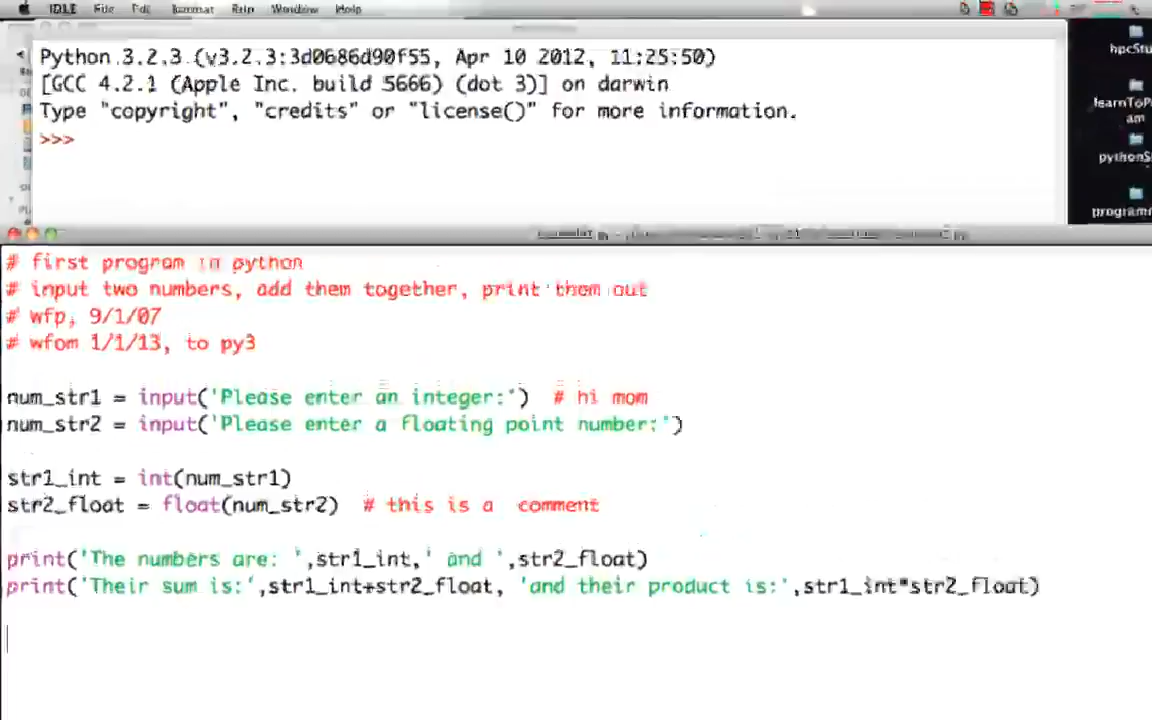 IDLE File Edit Format Run Window Help
Python 3.2.3 (v3.2.3:3d0686d90f55, Apr 10 2012, 11:25:50)
[GCC 4.2.1 (Apple Inc. build 5666) (dot 3)] on darwin
Type "copyright", "credits" or "license()" for more information.
>>>
hpcStu
learnToPr
am
pythonS
program
# first program in python
# input two numbers, add them together, print them out
# wfp, 9/1/07
# wfom 1/1/13, to py3
num_str1 = input('Please enter an integer:') # hi mom
num_str2 = input('Please enter a floating point number:')
str1_int = int(num_str1)
str2_float = float(num_str2) # this is a  comment
print('The numbers are: ',str1_int,' and ',str2_float)
print('Their sum is:',str1_int+str2_float, 'and their product is:',str1_int*str2_float)